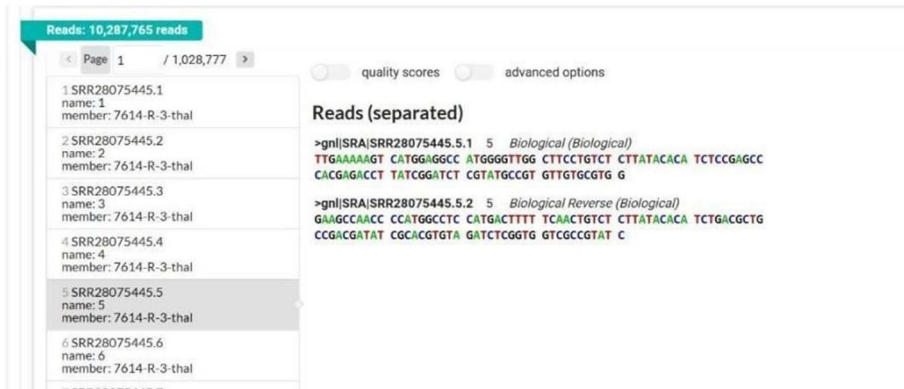 Reads: 10,287,765 reads
< Page 1 / 1,028,777 >
1 SRR28075445.1
name: 1
member: 7614-R-3-thal
2 SRR28075445.2
name: 2
member: 7614-R-3-thal
3 SRR28075445.3
name: 3
member: 7614-R-3-thal
4 SRR28075445.4
name: 4
member: 7614-R-3-thal
5 SRR28075445.5
name: 5
member: 7614-R-3-thal
6 SRR28075445.6
name: 6
member: 7614-R-3-thal
quality scores advanced options
Reads (separated)
>gnl|SRA|SRR28075445.5.1 5 Biological (Biological)
TTGAAAAAGT CATGGAGGCC ATGGGGTTGG CTTCCTGTCT CTTATACACA TCTCCGAGCC
CACGAGACCT TATCGGATCT CGTATGCCGT GTTGTGCGTG G
>gnl|SRA|SRR28075445.5.2 5 Biological Reverse (Biological)
GAAGCCAACC CCATGGCCTC CATGACTTTT TCAACTGTCT CTTATACACA TCTGACGCTG
CCGACGATAT CGCACGTGTA GATCTCGGTG GTCGCCGTAT C